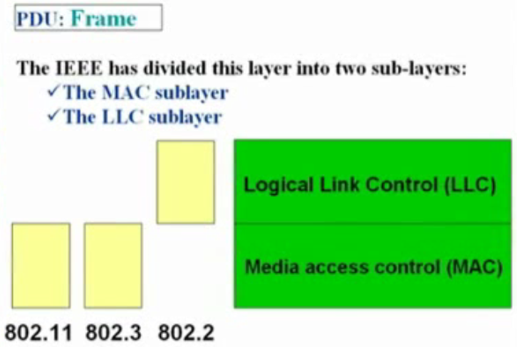 PDU: Frame
The IEEE has divided this layer into two sub-layers:
✓The MAC sublayer
✓The LLC sublayer
Logical Link Control (LLC)
Media access control (MAC)
802.11 802.3 802.2